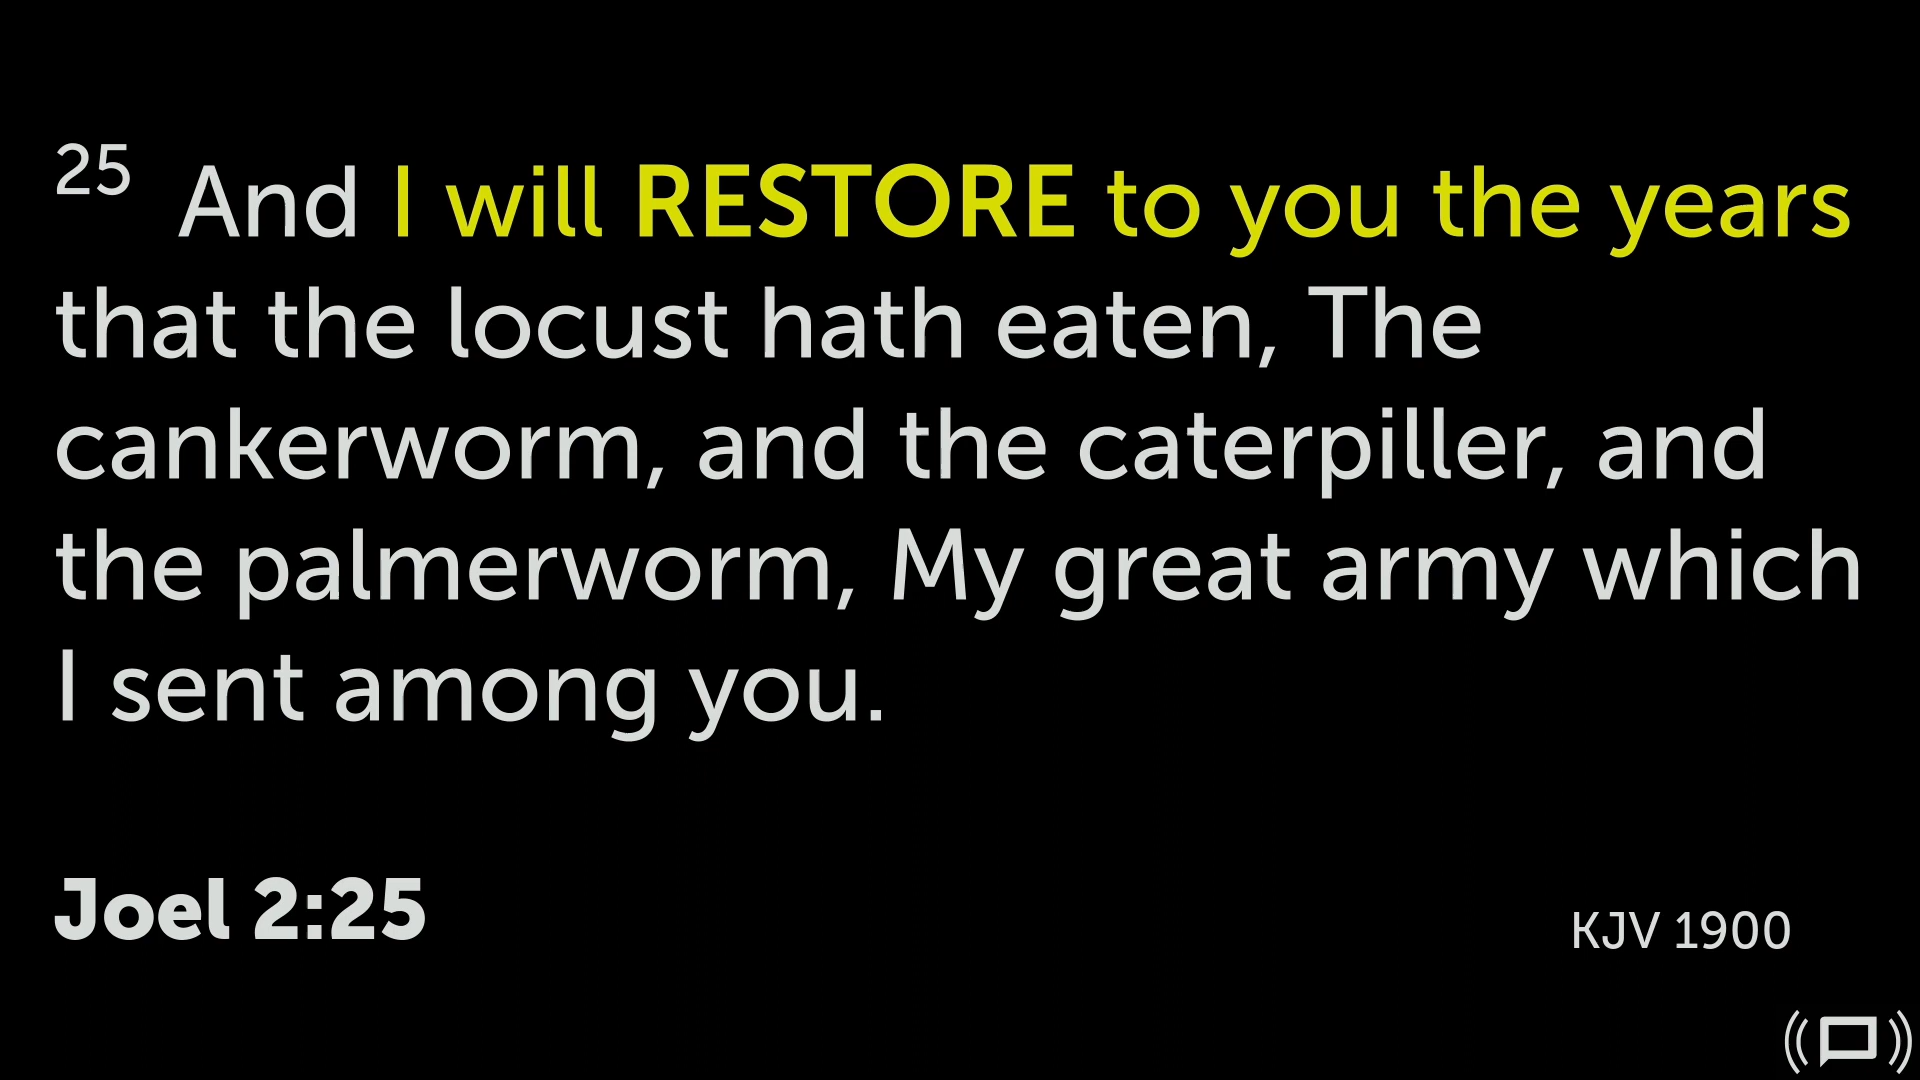 25 And I will RESTORE to you the years
that the locust hath eaten, The
cankerworm, and the caterpiller, and
the palmerworm, My great army which
I sent among you.
Joel 2:25
KJV 1900